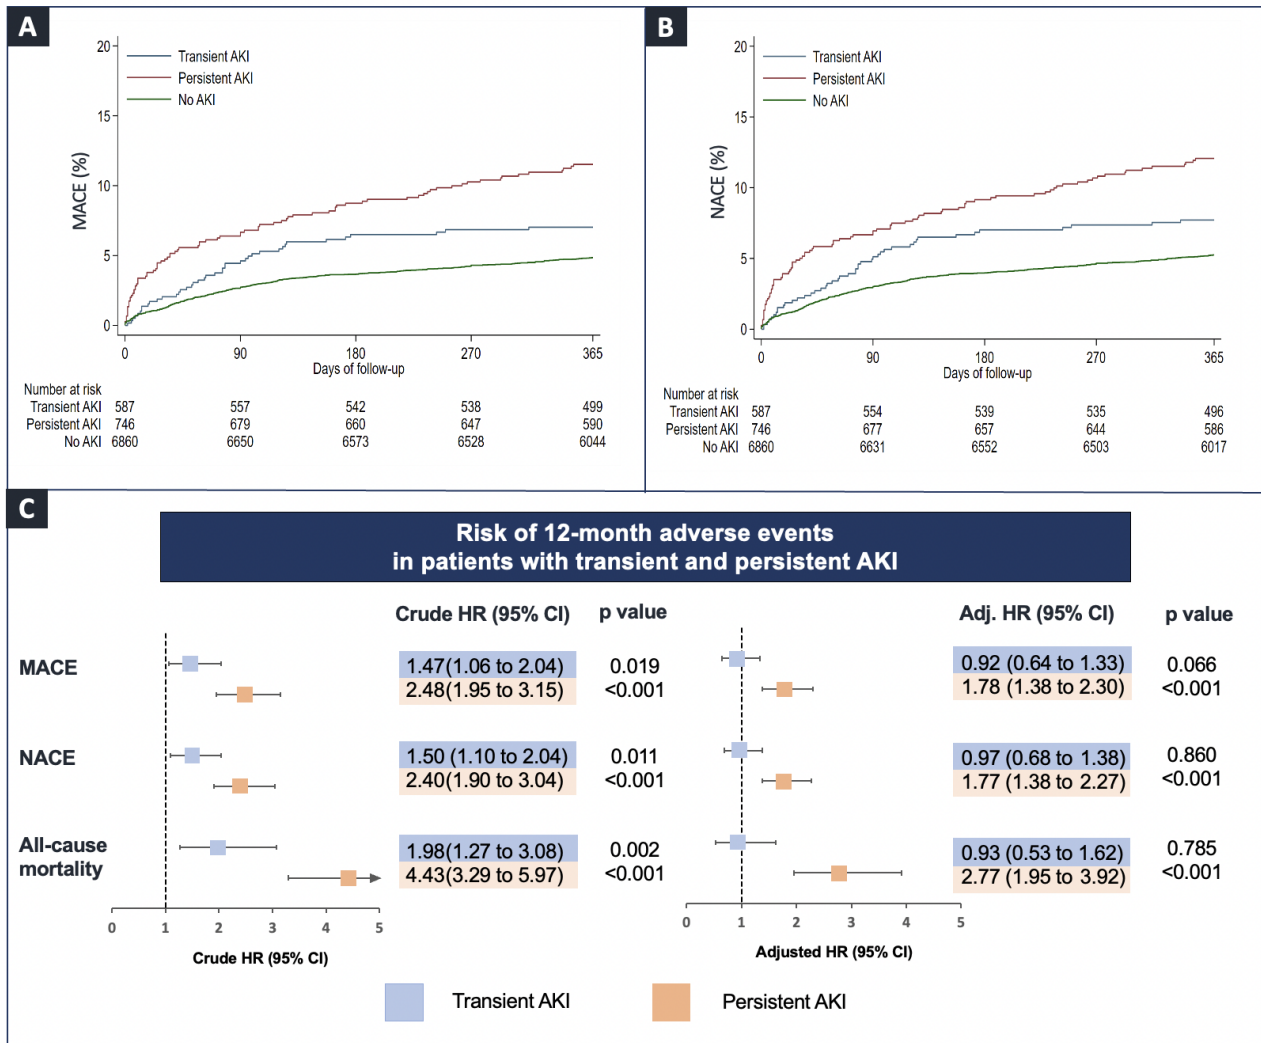 A
20
15
10
5
0
MACE (%)
Transient AKI
Persistent AKI
No AKI
0 90 180 270 365
Days of follow-up
Number at risk
Transient AKI 587 557 542 538 499
Persistent AKI 746 679 660 647 590
No AKI 6860 6650 6573 6528 6044
B
20
15
10
5
0
NACE (%)
Transient AKI
Persistent AKI
No AKI
0 90 180 270 365
Days of follow-up
Number at risk
Transient AKI 587 554 539 535 496
Persistent AKI 746 677 657 644 586
No AKI 6860 6631 6552 6503 6017
C
Risk of 12-month adverse events
in patients with transient and persistent AKI
Crude HR (95% CI) p value Adj. HR (95% CI) p value
MACE
1.47(1.06 to 2.04) 0.019 0.92 (0.64 to 1.33) 0.066
2.48(1.95 to 3.15) <0.001 1.78 (1.38 to 2.30) <0.001
NACE
1.50 (1.10 to 2.04) 0.011 0.97 (0.68 to 1.38) 0.860
2.40(1.90 to 3.04) <0.001 1.77 (1.38 to 2.27) <0.001
All-cause
mortality
1.98(1.27 to 3.08) 0.002 0.93 (0.53 to 1.62) 0.785
4.43(3.29 to 5.97) <0.001 2.77 (1.95 to 3.92) <0.001
0 1 2 3 4 5
Crude HR (95% CI)
0 1 2 3 4 5
Adjusted HR (95% CI)
Transient AKI Persistent AKI